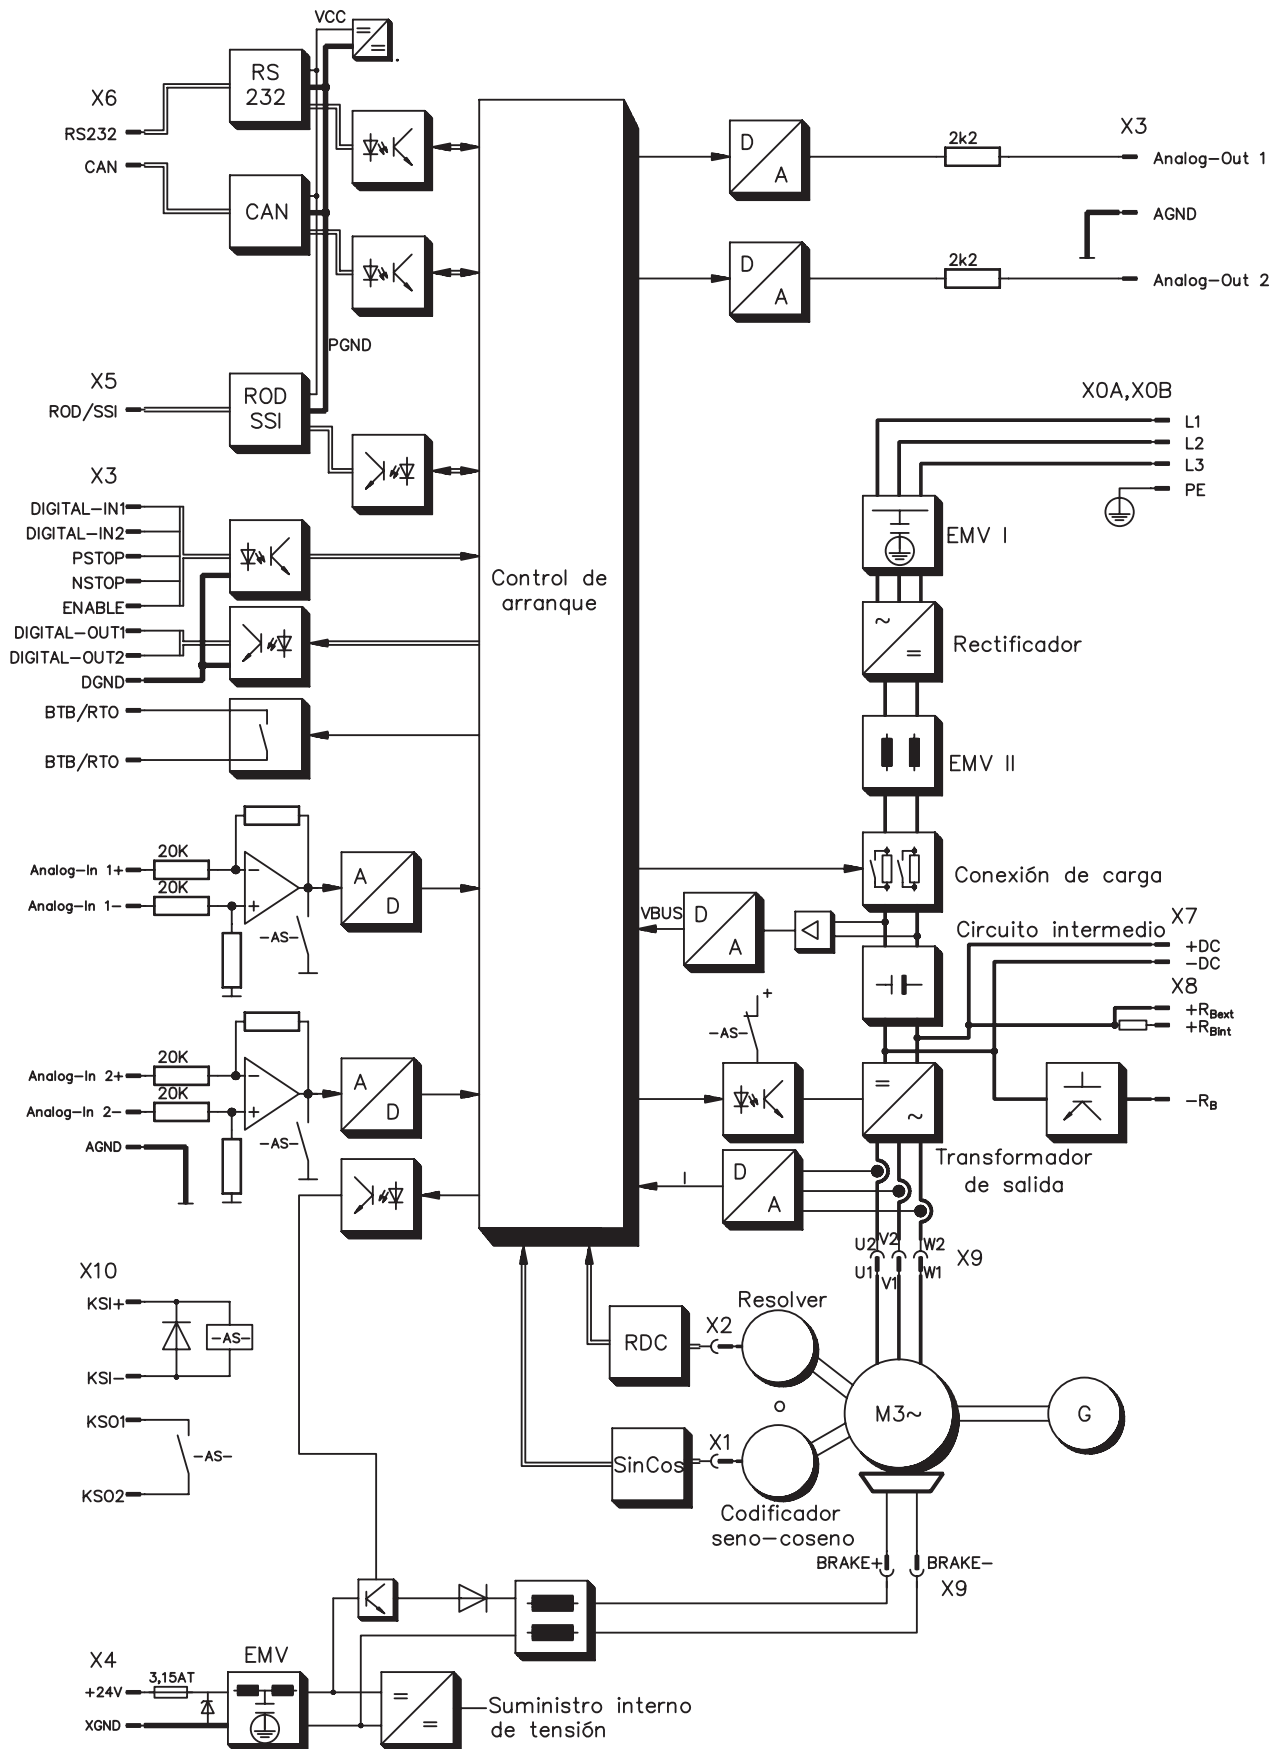 VCC
X6
RS232
CAN
RS
232
CAN
PGND
X5
ROD/SSI
ROD
SSI
X3
DIGITAL-IN1
DIGITAL-IN2
PSTOP
NSTOP
ENABLE
DIGITAL-OUT1
DIGITAL-OUT2
DGND
BTB/RTO
BTB/RTO
20K
Analog-In 1+
20K
Analog-In 1-
-AS-
A
D
20K
Analog-In 2+
20K
Analog-In 2-
AGND
-AS-
A
D
Control de
arranque
D
A
2k2
X3
Analog-Out 1
AGND
D
A
2k2
Analog-Out 2
X0A,X0B
L1
L2
L3
PE
EMV I
Rectificador
EMV II
Conexión de carga
VBUS
D
A
Circuito intermedio
X7
+DC
-DC
X8
+RBext
+RBint
-RB
-AS-
+
Transformador
de salida
I
D
A
U2
V2
W2
X9
U1
V1
W1
X10
KSI+
-AS-
KSI-
KSO1
-AS-
KSO2
RDC
X2
Resolver
o
M3~
G
SinCos
X1
Codificador
seno-coseno
BRAKE+
BRAKE-
X9
X4
3,15AT
EMV
+24V
XGND
Suministro interno
de tensión